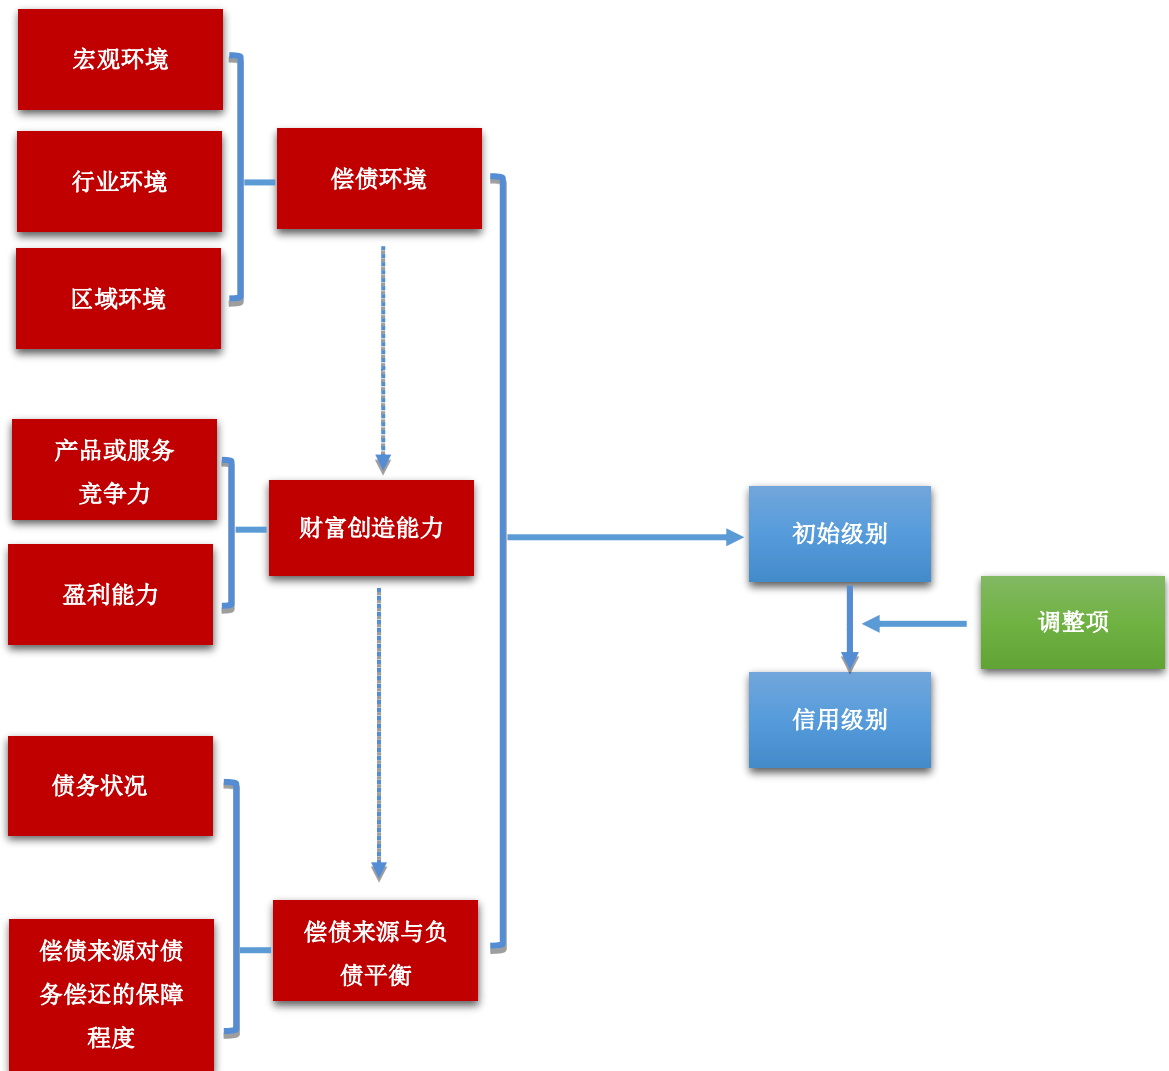 宏观环境
行业环境
偿债环境
区域环境
产品或服务
竞争力
财富创造能力
盈利能力
初始级别
调整项
信用级别
债务状况
偿债来源与负
债平衡
偿债来源对债
务偿还的保障
程度